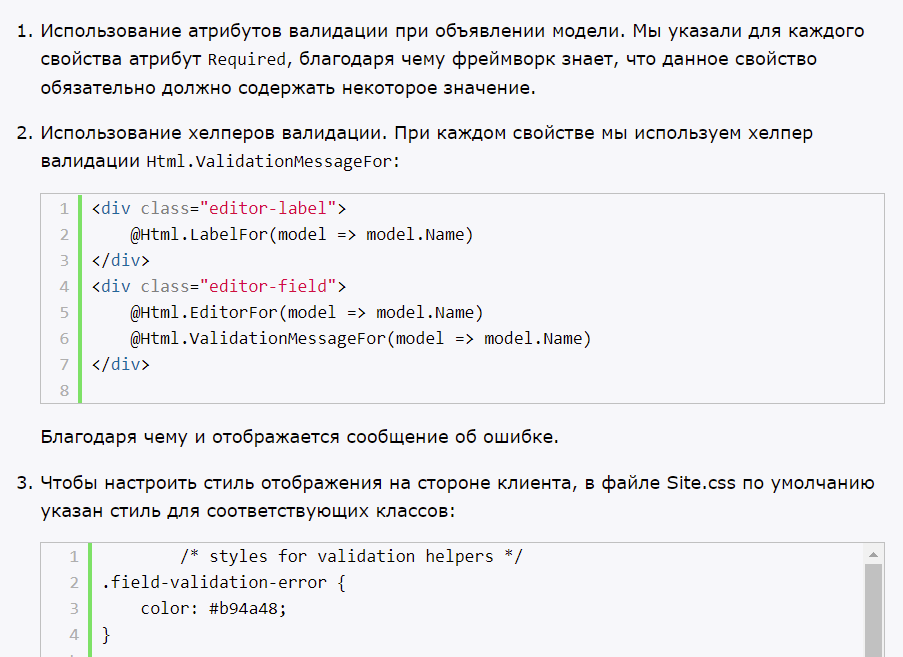 1. Использование атрибутов валидации при объявлении модели. Мы указали для каждого
свойства атрибут Required, благодаря чему фреймворк знает, что данное свойство
обязательно должно содержать некоторое значение.
2. Использование хелперов валидации. При каждом свойстве мы используем хелпер
валидации Html.ValidationMessageFor:
1 <div class="editor-label">
2     @Html.LabelFor(model => model.Name)
3 </div>
4 <div class="editor-field">
5     @Html.EditorFor(model => model.Name)
6     @Html.ValidationMessageFor(model => model.Name)
7 </div>
8
Благодаря чему и отображается сообщение об ошибке.
3. Чтобы настроить стиль отображения на стороне клиента, в файле Site.css по умолчанию
указан стиль для соответствующих классов:
1         /* styles for validation helpers */
2 .field-validation-error {
3     color: #b94a48;
4 }